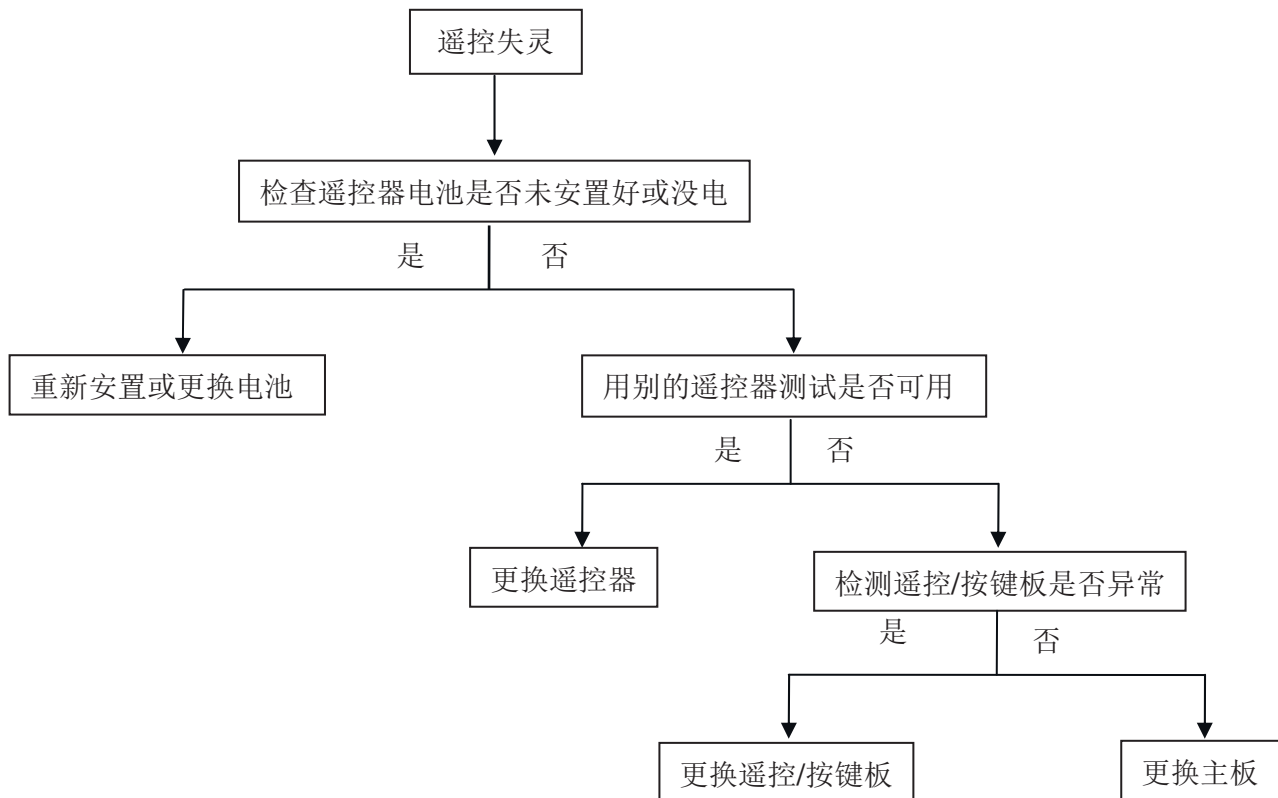 遥控失灵
检查遥控器电池是否未安置好或没电
是
否
重新安置或更换电池
用别的遥控器测试是否可用
是
否
更换遥控器
检测遥控/按键板是否异常
是
否
更换遥控/按键板
更换主板